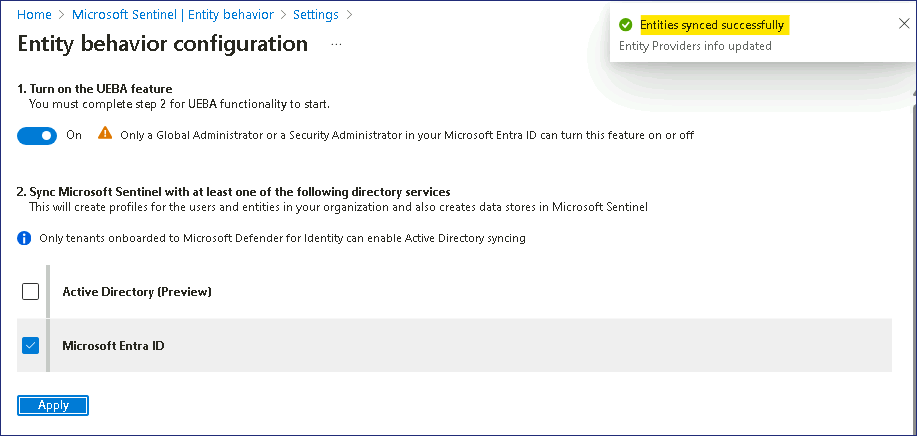 Home > Microsoft Sentinel | Entity behavior > Settings >
Entity behavior configuration ...
Entities synced successfully
Entity Providers info updated
1. Turn on the UEBA feature
You must complete step 2 for UEBA functionality to start.
On Only a Global Administrator or a Security Administrator in your Microsoft Entra ID can turn this feature on or off
2. Sync Microsoft Sentinel with at least one of the following directory services
This will create profiles for the users and entities in your organization and also creates data stores in Microsoft Sentinel
Only tenants onboarded to Microsoft Defender for Identity can enable Active Directory syncing
Active Directory (Preview)
Microsoft Entra ID
Apply